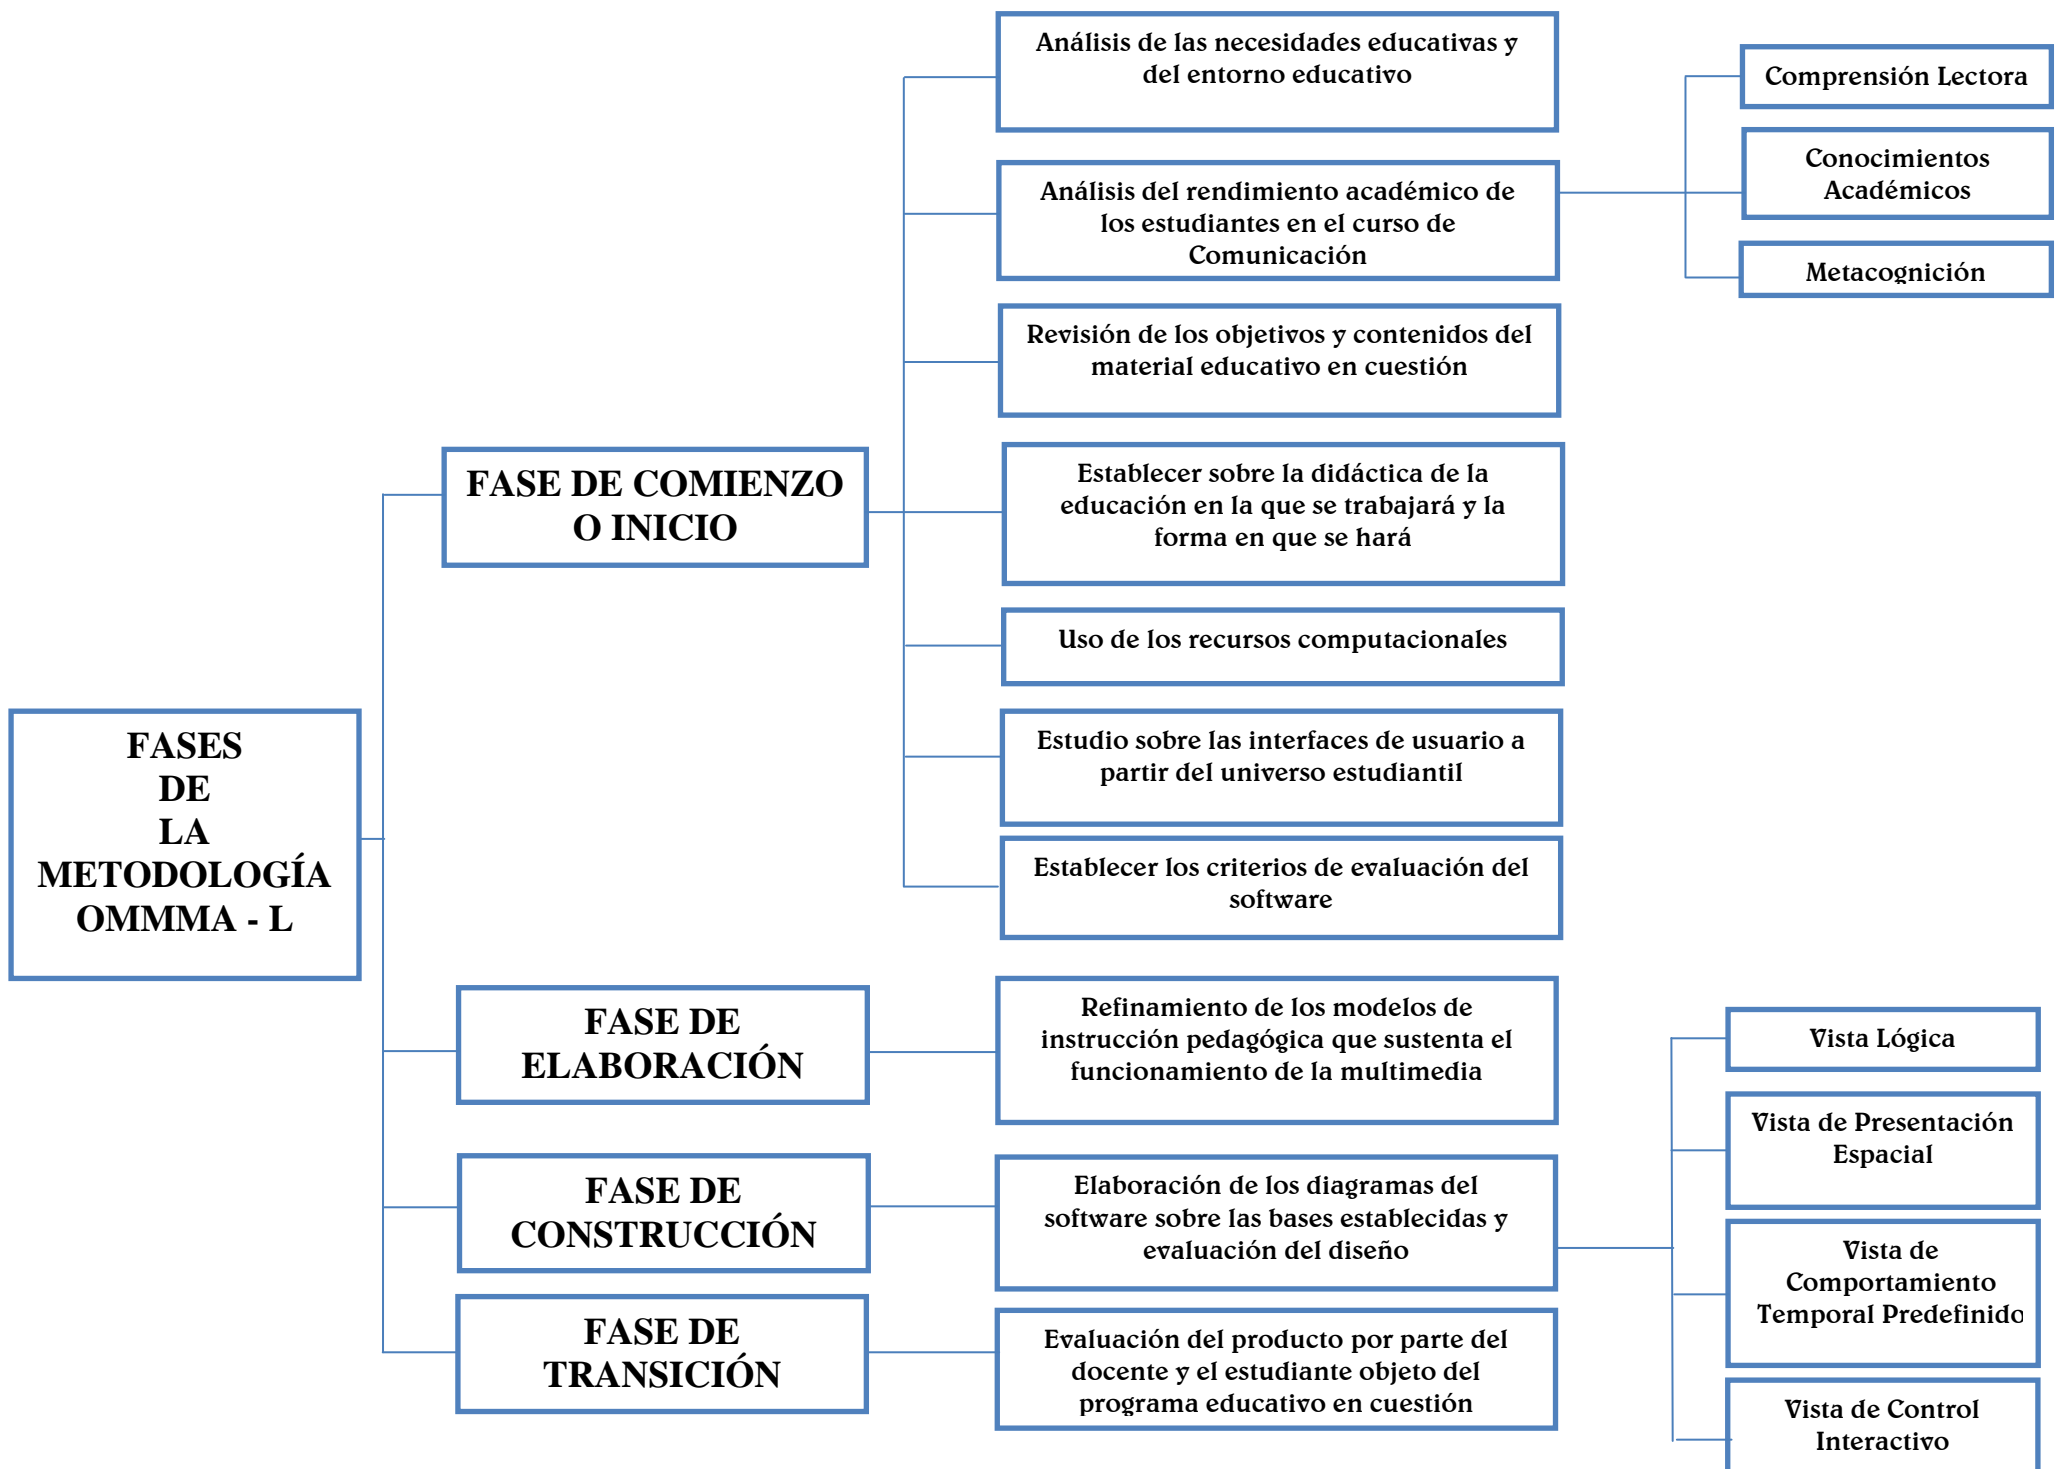 FASES
DE
LA
METODOLOGÍA
OMMMA - L
FASE DE COMIENZO
O INICIO
Análisis de las necesidades educativas y
del entorno educativo
Análisis del rendimiento académico de
los estudiantes en el curso de
Comunicación
Comprensión Lectora
Conocimientos
Académicos
Metacognición
Revisión de los objetivos y contenidos del
material educativo en cuestión
Establecer sobre la didáctica de la
educación en la que se trabajará y la
forma en que se hará
Uso de los recursos computacionales
Estudio sobre las interfaces de usuario a
partir del universo estudiantil
Establecer los criterios de evaluación del
software
FASE DE
ELABORACIÓN
Refinamiento de los modelos de
instrucción pedagógica que sustenta el
funcionamiento de la multimedia
FASE DE
CONSTRUCCIÓN
Elaboración de los diagramas del
software sobre las bases establecidas y
evaluación del diseño
Vista Lógica
Vista de Presentación
Espacial
Vista de
Comportamiento
Temporal Predefinido
Vista de Control
Interactivo
FASE DE
TRANSICIÓN
Evaluación del producto por parte del
docente y el estudiante objeto del
programa educativo en cuestión